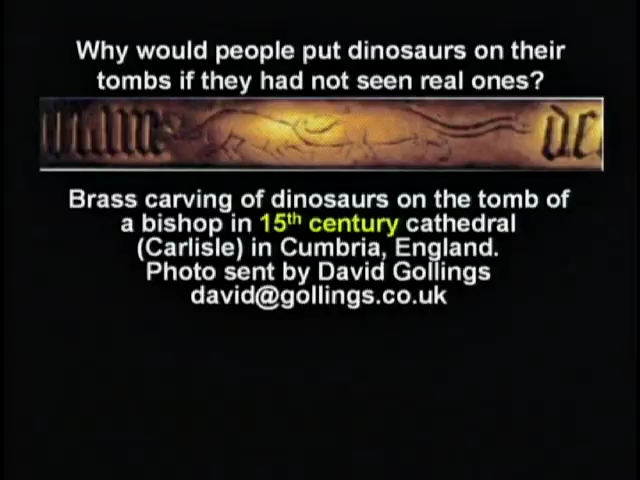 Why would people put dinosaurs on their
tombs if they had not seen real ones?
Brass carving of dinosaurs on the tomb of
a bishop in 15th century cathedral
(Carlisle) in Cumbria, England.
Photo sent by David Gollings
david@gollings.co.uk